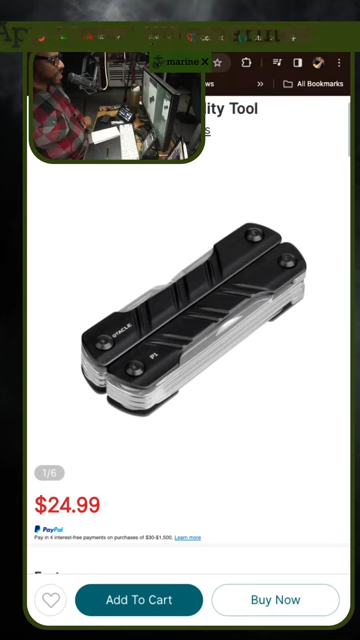 marine X
ws
All Bookmarks
ity Tool
s
OTACLE
P1
1/6
$24.99
PayPal
Pay in 4 interest-free payments on purchases of $30-$1,500. Learn more
Add To Cart
Buy Now